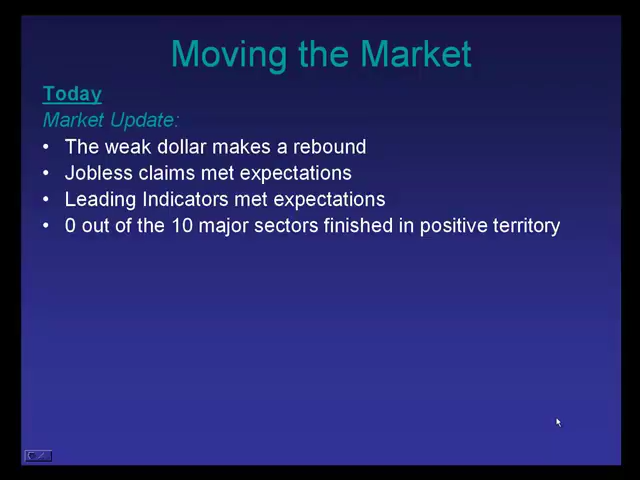 Moving the Market
Today
Market Update:
• The weak dollar makes a rebound
• Jobless claims met expectations
• Leading Indicators met expectations
• 0 out of the 10 major sectors finished in positive territory